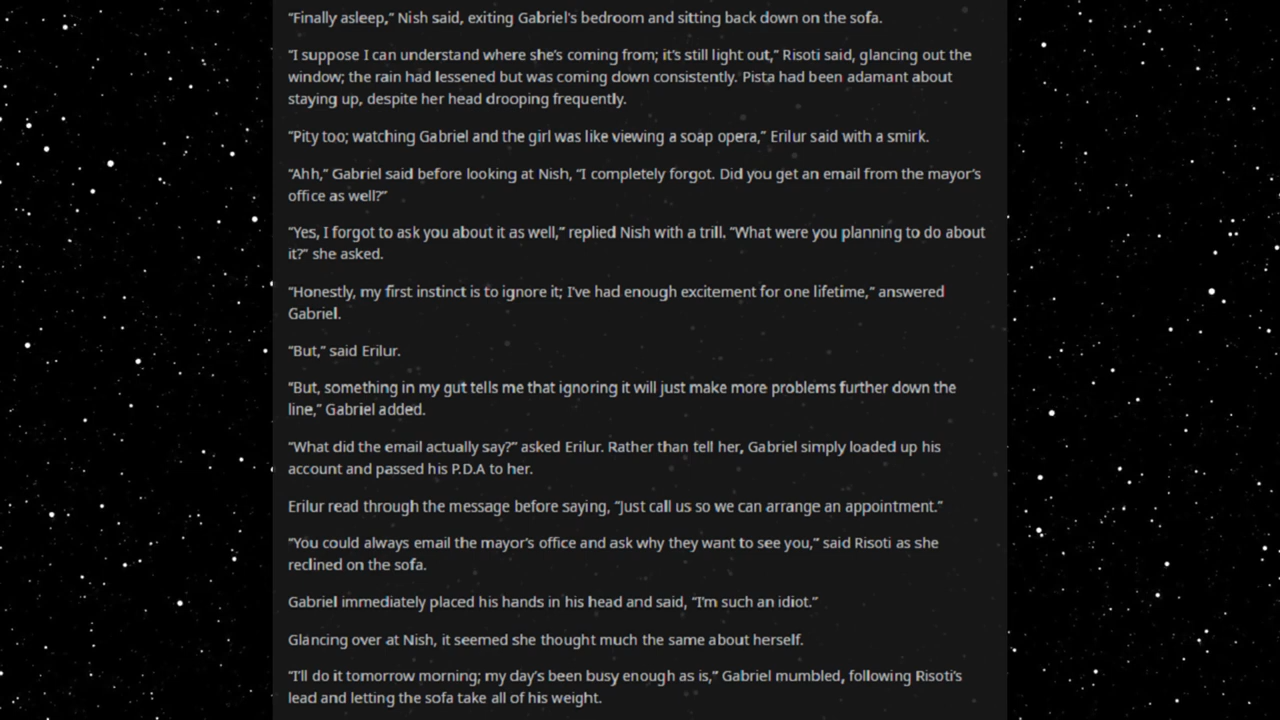 “Finally asleep,” Nish said, exiting Gabriel's bedroom and sitting back down on the sofa.
“I suppose I can understand where she’s coming from; it’s still light out,” Risoti said, glancing out the
window; the rain had lessened but was coming down consistently. Pista had been adamant about
staying up, despite her head drooping frequently.
“Pity too; watching Gabriel and the girl was like viewing a soap opera,” Erilur said with a smirk.
“Ahh,” Gabriel said before looking at Nish, “I completely forgot. Did you get an email from the mayor’s
office as well?”
“Yes, I forgot to ask you about it as well,” replied Nish with a trill. “What were you planning to do about
it?” she asked.
“Honestly, my first instinct is to ignore it; I’ve had enough excitement for one lifetime,” answered
Gabriel.
“But,” said Erilur.
“But, something in my gut tells me that ignoring it will just make more problems further down the
line,” Gabriel added.
“What did the email actually say?” asked Erilur. Rather than tell her, Gabriel simply loaded up his
account and passed his P.D.A to her.
Erilur read through the message before saying, “Just call us so we can arrange an appointment.”
“You could always email the mayor’s office and ask why they want to see you,” said Risoti as she
reclined on the sofa.
Gabriel immediately placed his hands in his head and said, “I’m such an idiot.”
Glancing over at Nish, it seemed she thought much the same about herself.
“I’ll do it tomorrow morning; my day’s been busy enough as is,” Gabriel mumbled, following Risoti’s
lead and letting the sofa take all of his weight.